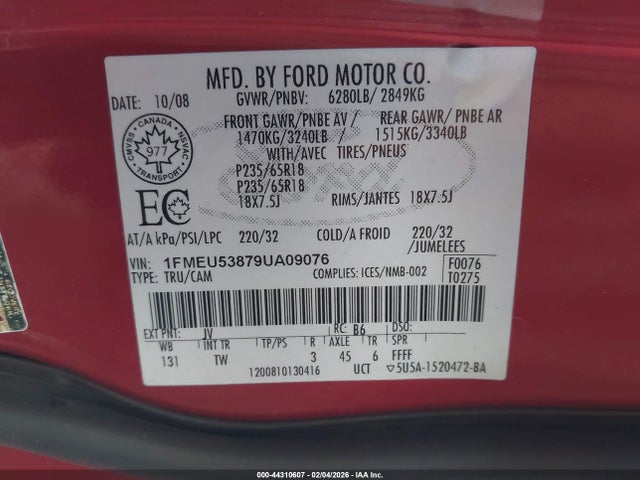 MFD. BY FORD MOTOR CO.
DATE: 10/08
GVWR/PNBV: 6280LB/ 2849KG
FRONT GAWR/PNBE AV / REAR GAWR/ PNBE AR
1470KG/3240LB / 1515KG/3340LB
WITH/AVEC TIRES/PNEUS
P235/65R18
P235/65R18
18X7.5J RIMS/JANTES 18X7.5J
CMVSS CANADA NSVAC
977
TRANSPORT
EC
AT/A kPa/PSI/LPC 220/32 COLD/A FROID 220/32
/JUMELEES
VIN: 1FMEU53879UA09076
TYPE: TRU/CAM COMPLIES: ICES/NMB-002
F0076
T0275
EXT PNT: JV RC: B6 DSO:
WB INT TR TP/PS R AXLE TR SPR
131 TW 3 45 6 FFFF
1200810130416 UCT ▽5U5A-1520472-BA
000-44310607 - 02/04/2026 - IAA Inc.